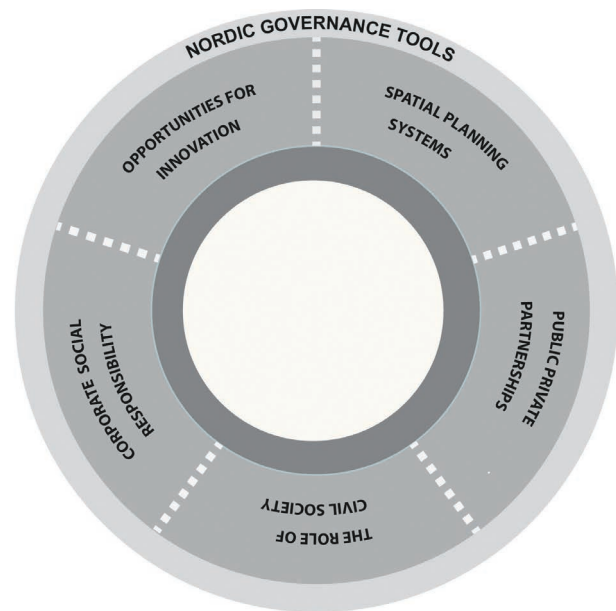 NORDIC GOVERNANCE TOOLS
SPATIAL PLANNING
SYSTEMS
PUBLIC PRIVATE
PARTNERSHIPS
THE ROLE OF
CIVIL SOCIETY
CORPORATE SOCIAL
RESPONSIBILITY
OPPORTUNITIES FOR
INNOVATION